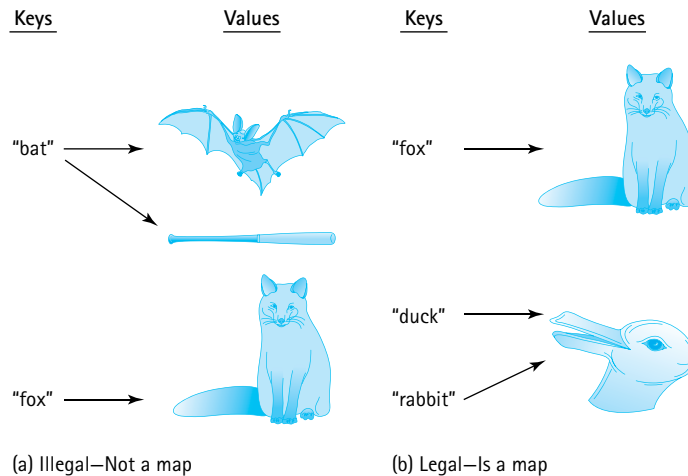 Keys Values
“bat”
“fox”
(a) Illegal—Not a map
Keys Values
“fox”
“duck”
“rabbit”
(b) Legal—Is a map